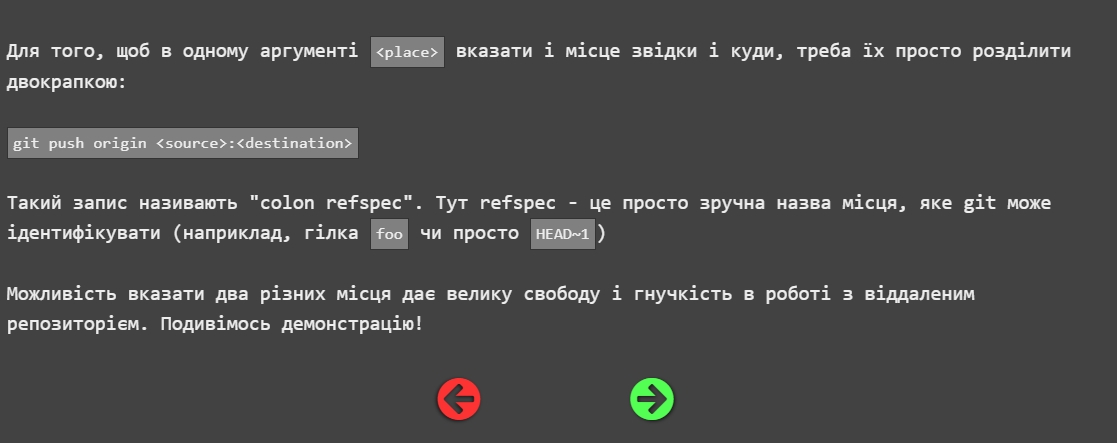 Для того, щоб в одному аргументі <place> вказати і місце звідки і куди, треба їх просто розділити
двокрапкою:
git push origin <source>:<destination>
Такий запис називають "colon refspec". Тут refspec - це просто зручна назва місця, яке git може
ідентифікувати (наприклад, гілка foo чи просто HEAD~1)
Можливість вказати два різних місця дає велику свободу і гнучкість в роботі з віддаленим
репозиторієм. Подивімось демонстрацію!